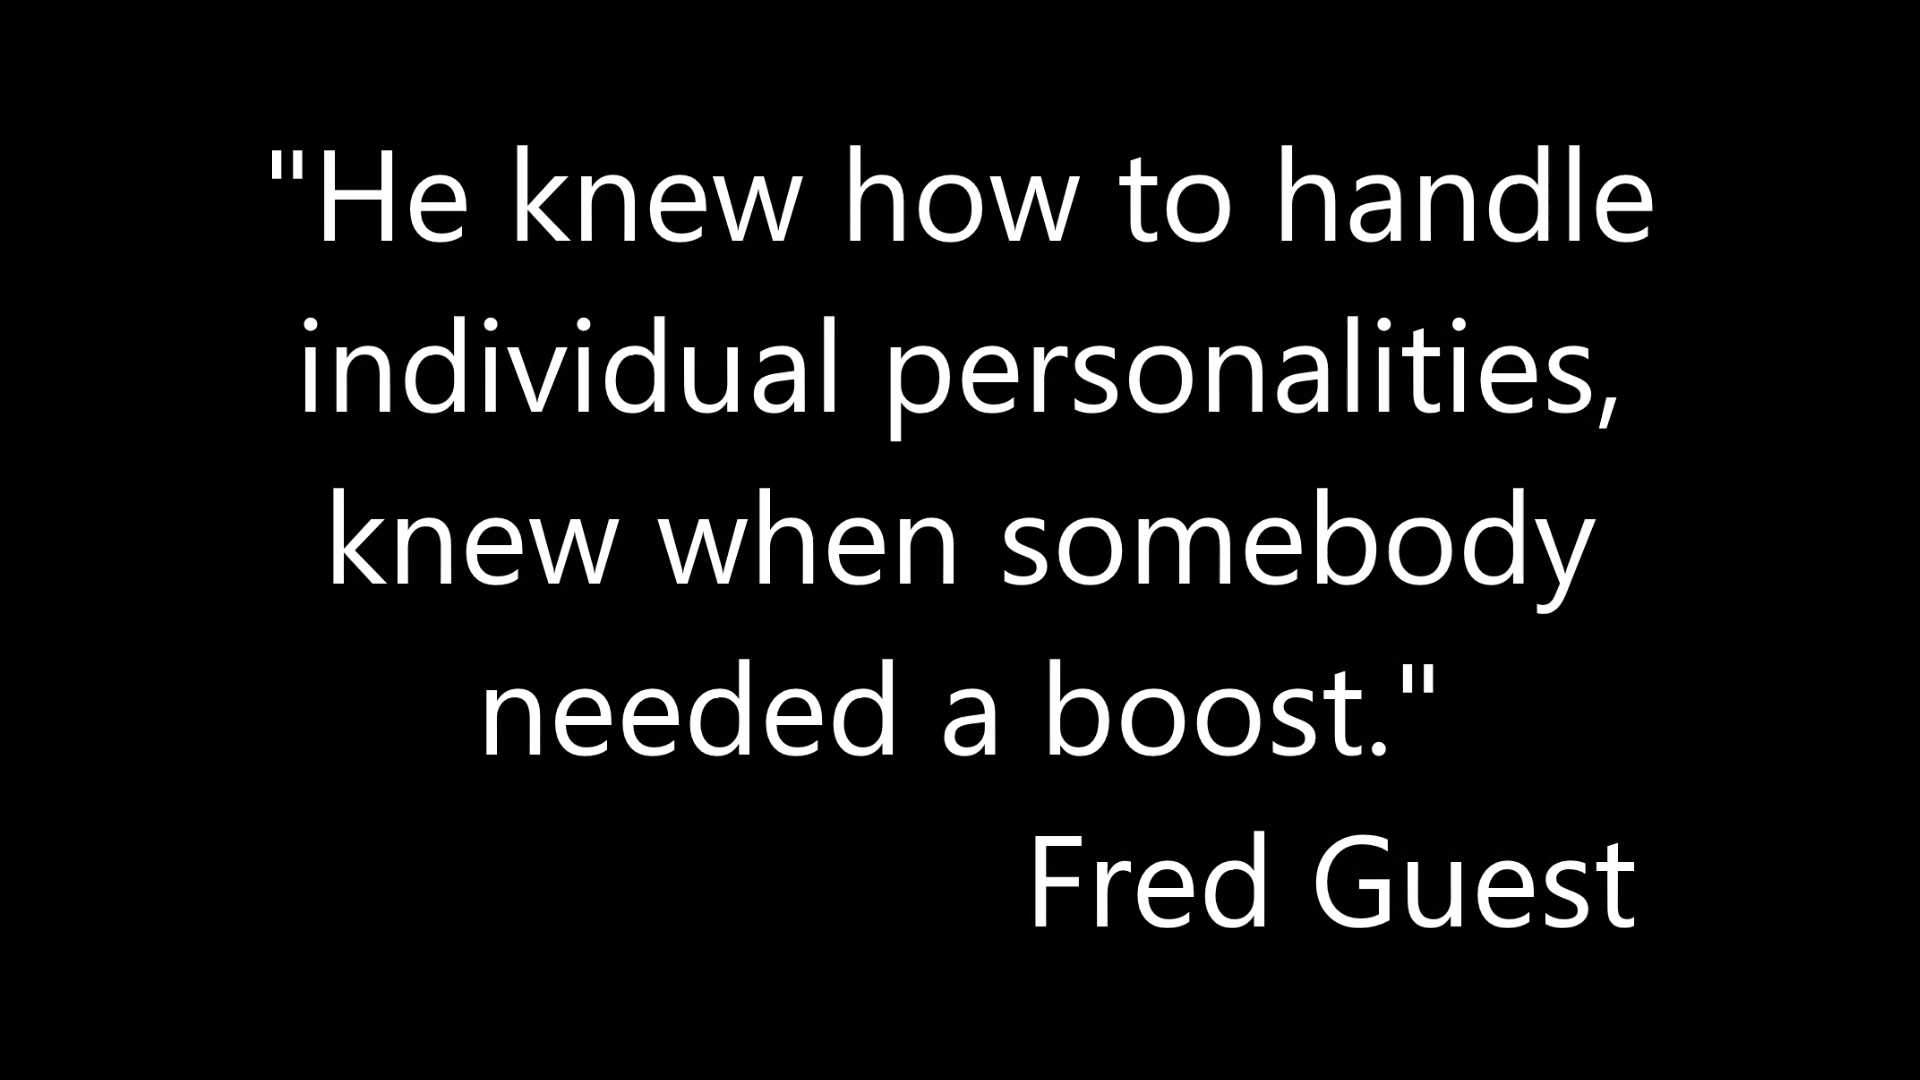 "He knew how to handle
individual personalities,
knew when somebody
needed a boost."
Fred Guest